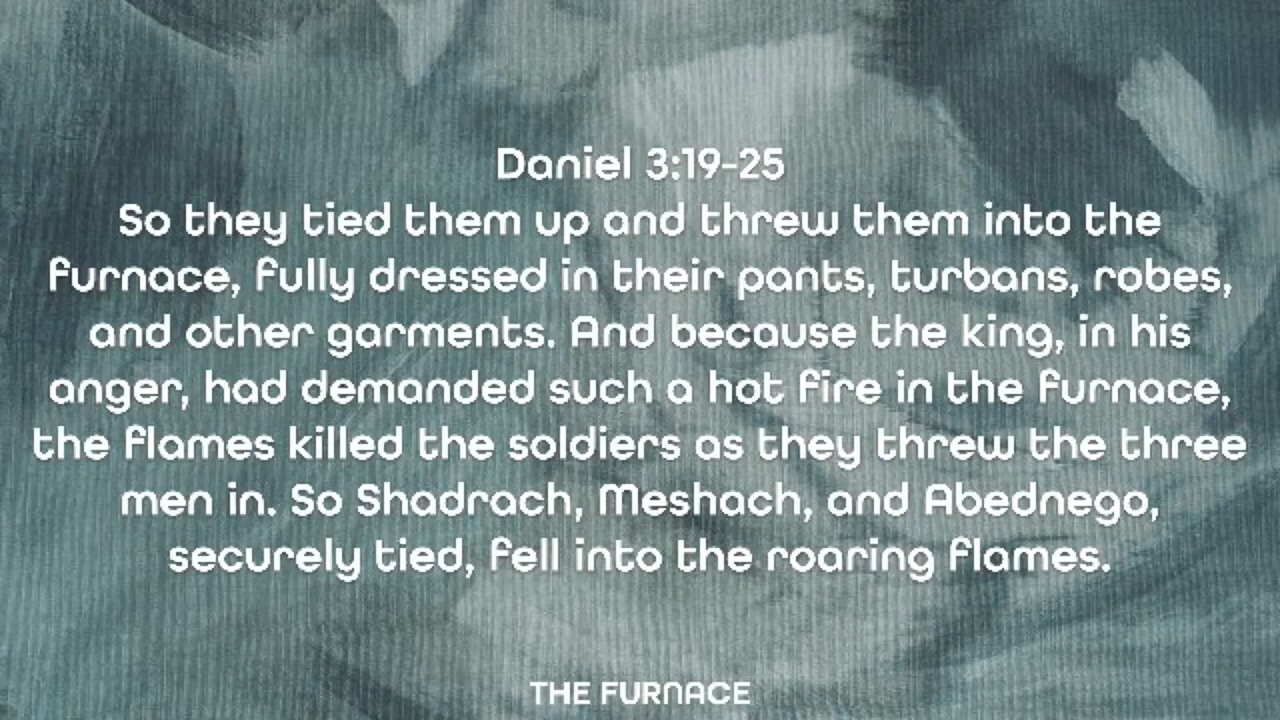 Daniel 3:19-25
So they tied them up and threw them into the
furnace, fully dressed in their pants, turbans, robes,
and other garments. And because the king, in his
anger, had demanded such a hot fire in the furnace,
the flames killed the soldiers as they threw the three
men in. So Shadrach, Meshach, and Abednego,
securely tied, fell into the roaring flames.
THE FURNACE